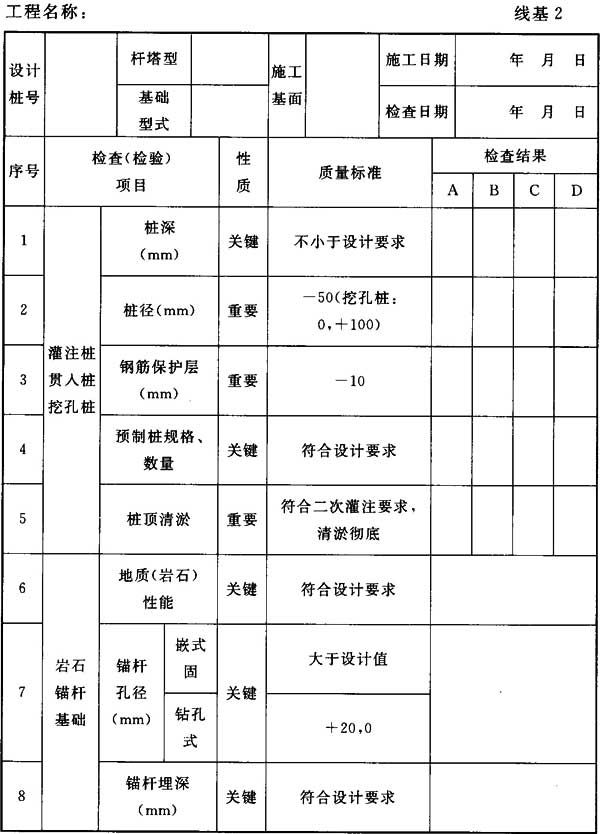 工程名称： 线基2
设计 杆塔型 施工 施工日期 年 月 日
桩号 基础 基面 检查日期 年 月 日
型式
序号 检查(检验) 性 质量标准 检查结果
项目 质 A B C D
灌注桩
贯入桩
挖孔桩
1 桩深 关键 不小于设计要求
(mm)
2 桩径(mm) 重要 -50(挖孔桩：
0,+100)
3 钢筋保护层 重要 -10
(mm)
4 预制桩规格、 关键 符合设计要求
数量
5 桩顶清淤 重要 符合二次灌注要求，
清淤彻底
岩石
锚杆
基础
6 地质(岩石) 关键 符合设计要求
性能
7 锚杆 嵌式 关键 大于设计值
孔径 固
(mm) 钻孔 +20,0
式
8 锚杆埋深 关键 符合设计要求
(mm)